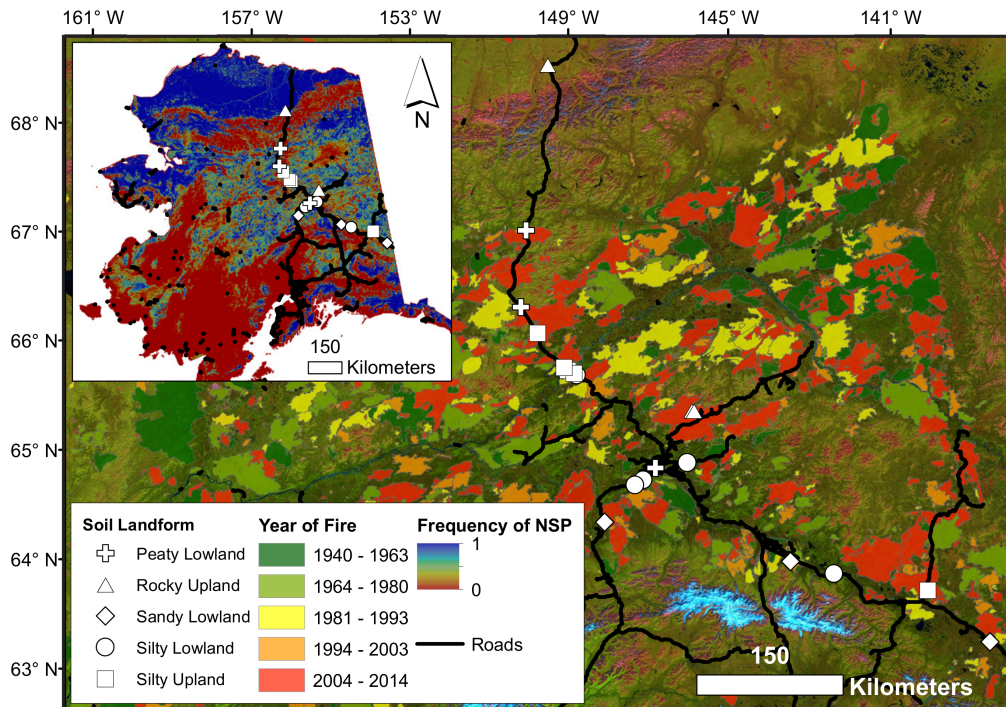 161° W 157° W 153° W 149° W 145° W 141° W
68° N
67° N
66° N
65° N
64° N
63° N
N
150
Kilometers
Soil Landform
Peaty Lowland
Rocky Upland
Sandy Lowland
Silty Lowland
Silty Upland
Year of Fire
1940 - 1963
1964 - 1980
1981 - 1993
1994 - 2003
2004 - 2014
Frequency of NSP
1
0
Roads
150
Kilometers